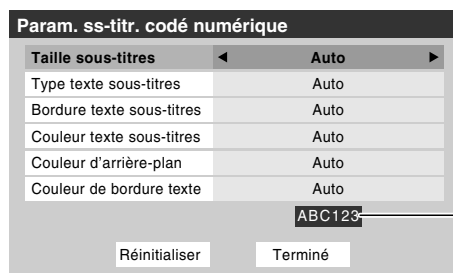 Param. ss-titr. codé numérique
Taille sous-titres ◀ Auto ▶
Type texte sous-titres Auto
Bordure texte sous-titres Auto
Couleur texte sous-titres Auto
Couleur d'arrière-plan Auto
Couleur de bordure texte Auto
ABC123
Réinitialiser Terminé